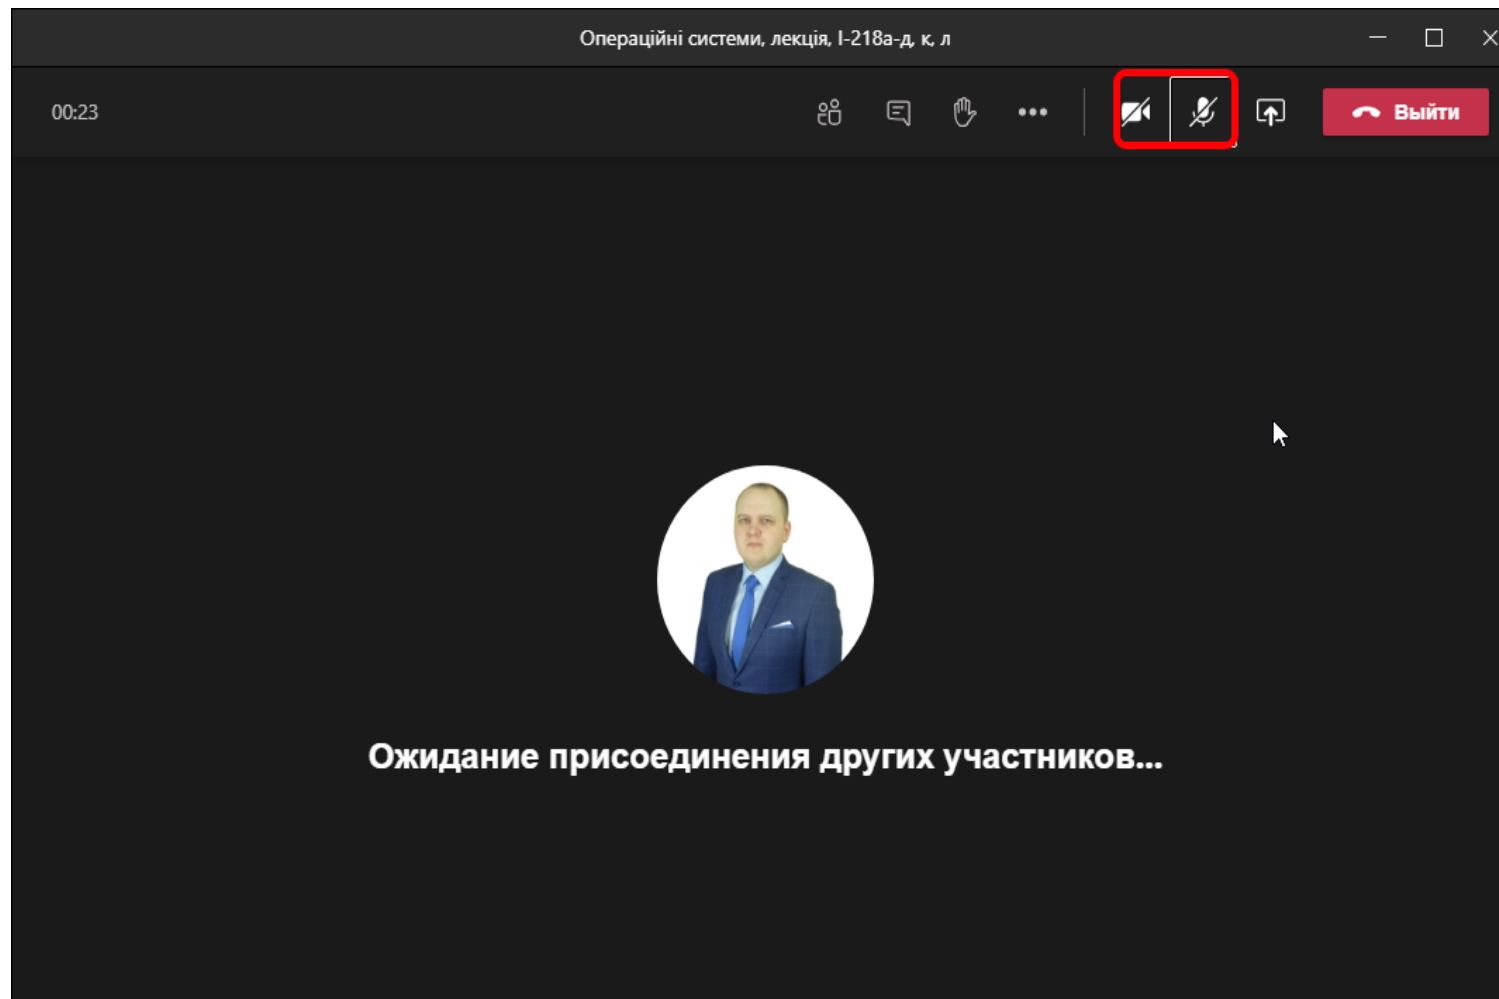 Операційні системи, лекція, І-218а-д, к, л
00:23
Выйти
Ожидание присоединения других участников...